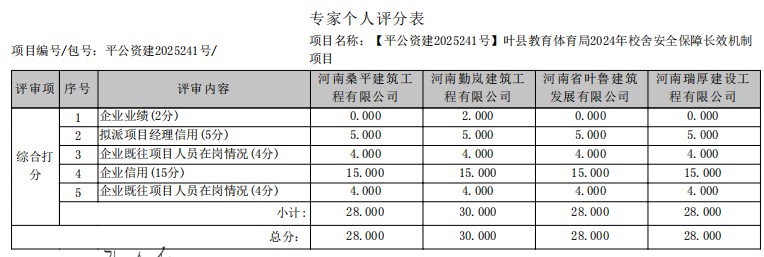 专家个人评分表
项目编号/包号: 平公资建2025241号/
项目名称: 【平公资建2025241号】叶县教育体育局2024年校舍安全保障长效机制
项目
评审项 序号 评审内容 河南桑平建筑工程有限公司 河南勤岚建筑工程有限公司 河南省叶鲁建筑发展有限公司 河南瑞厚建设工程有限公司
综合打分
1 企业业绩(2分) 0.000 2.000 0.000 0.000
2 拟派项目经理信用(5分) 5.000 5.000 5.000 5.000
3 企业既往项目人员在岗情况(4分) 4.000 4.000 4.000 4.000
4 企业信用(15分) 15.000 15.000 15.000 15.000
5 企业既往项目人员在岗情况(4分) 4.000 4.000 4.000 4.000
小计: 28.000 30.000 28.000 28.000
总分: 28.000 30.000 28.000 28.000